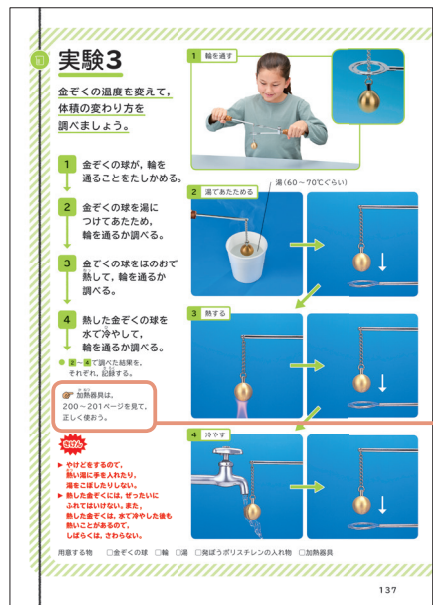 実験3
金ぞくの温度を変えて，
体積の変わり方を
調べましょう。
1 金ぞくの球が，輪を
通ることをたしかめる。
2 金ぞくの球を湯に
つけてあたため，
輪を通るか調べる。
3 金ぞくの球をほのおで
熱して，輪を通るか
調べる。
4 熱した金ぞくの球を
水で冷やして，
輪を通るか調べる。
2～4で調べた結果を，
それぞれ，記録する。
加熱器具は，
200～201ページを見て，
正しく使おう。
きけん
やけどをするので，
熱い湯に手を入れたり，
湯をこぼしたりしない。
熱した金ぞくには，ぜったいに
ふれてはいけない。また，
熱した金ぞくは，水で冷やした後も
熱いことがあるので，
しばらくは，さわらない。
1 輪を通す
湯（60～70℃ぐらい）
2 湯であたためる
3 熱する
4 冷やす
用意する物 □金ぞくの球 □輪 □湯 □発ぽうポリスチレンの入れ物 □加熱器具
137